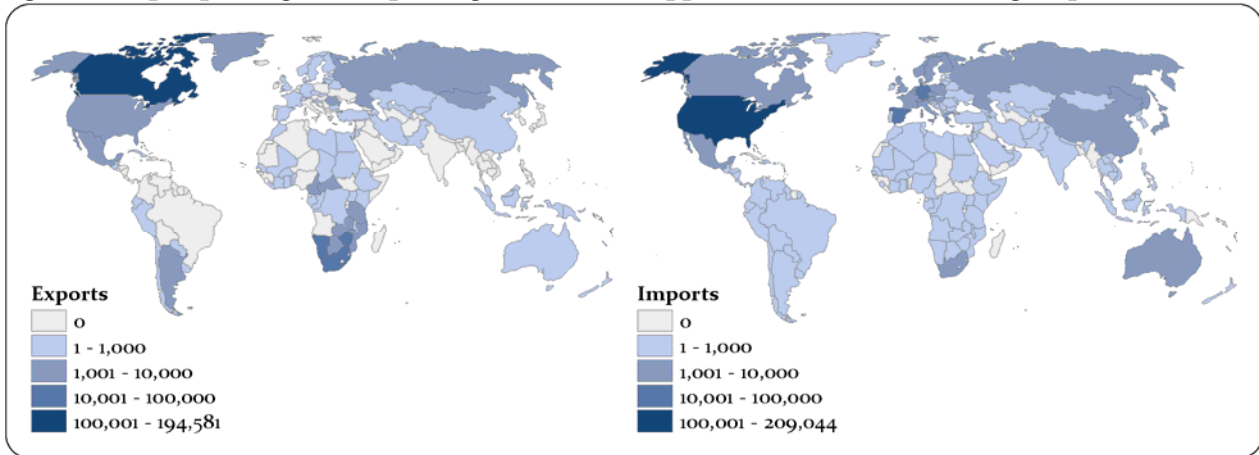 Exports
0
1 - 1,000
1,001 - 10,000
10,001 - 100,000
100,001 - 194,581
Imports
0
1 - 1,000
1,001 - 10,000
10,001 - 100,000
100,001 - 209,044